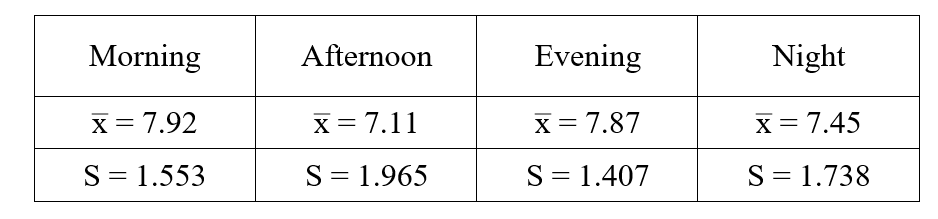 Morning Afternoon Evening Night
x̅ = 7.92 x̅ = 7.11 x̅ = 7.87 x̅ = 7.45
S = 1.553 S = 1.965 S = 1.407 S = 1.738